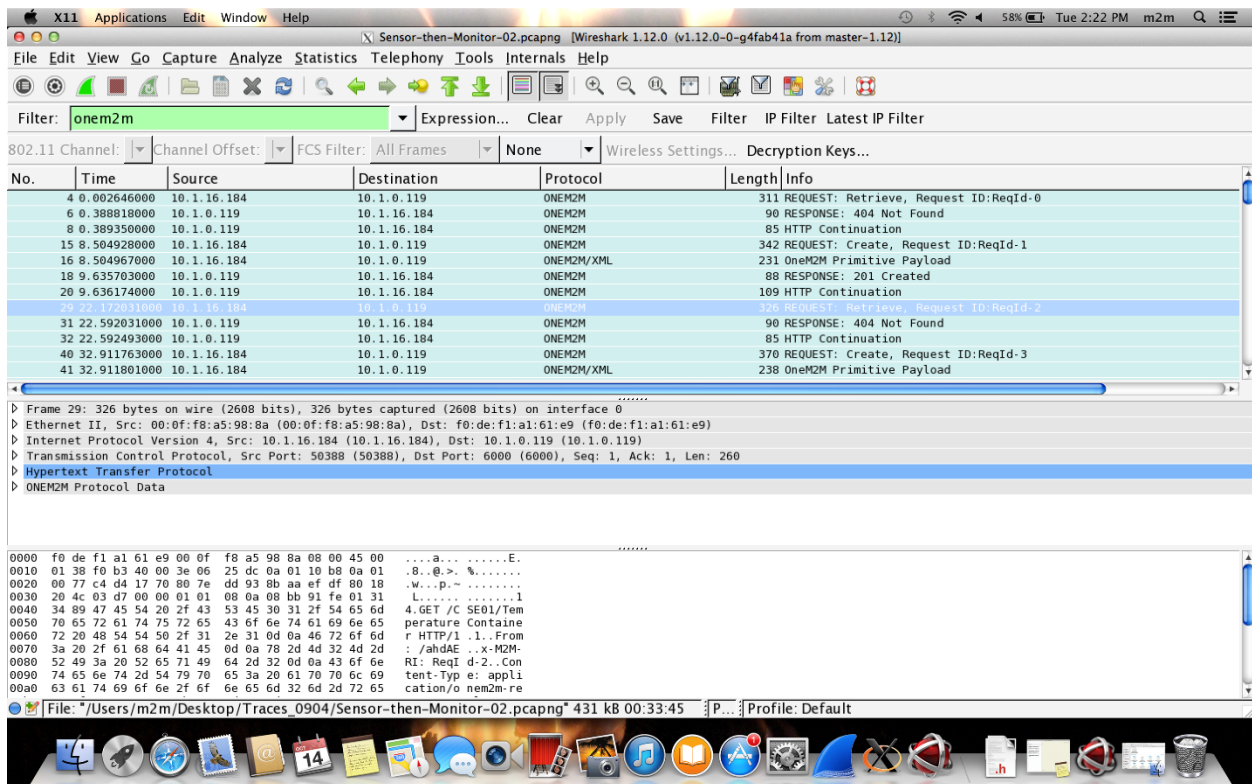 X11 Applications Edit Window Help 58% Tue 2:22 PM m2m
Sensor-then-Monitor-02.pcapng [Wireshark 1.12.0 (v1.12.0-0-g4fab41a from master-1.12)]
File Edit View Go Capture Analyze Statistics Telephony Tools Internals Help
Filter: onem2m Expression... Clear Apply Save Filter IP Filter Latest IP Filter
802.11 Channel: Channel Offset: FCS Filter: All Frames None Wireless Settings... Decryption Keys...
No. Time Source Destination Protocol Length Info
4 0.002646000 10.1.16.184 10.1.0.119 ONEM2M 311 REQUEST: Retrieve, Request ID:ReqId-0
6 0.388818000 10.1.0.119 10.1.16.184 ONEM2M 90 RESPONSE: 404 Not Found
8 0.389350000 10.1.0.119 10.1.16.184 ONEM2M 85 HTTP Continuation
15 8.504928000 10.1.16.184 10.1.0.119 ONEM2M 342 REQUEST: Create, Request ID:ReqId-1
16 8.504967000 10.1.16.184 10.1.0.119 ONEM2M/XML 231 OneM2M Primitive Payload
18 9.635703000 10.1.0.119 10.1.16.184 ONEM2M 88 RESPONSE: 201 Created
20 9.636174000 10.1.0.119 10.1.16.184 ONEM2M 109 HTTP Continuation
29 22.172031000 10.1.16.184 10.1.0.119 ONEM2M 326 REQUEST: Retrieve, Request ID:ReqId-2
31 22.592031000 10.1.0.119 10.1.16.184 ONEM2M 90 RESPONSE: 404 Not Found
32 22.592493000 10.1.0.119 10.1.16.184 ONEM2M 85 HTTP Continuation
40 32.911763000 10.1.16.184 10.1.0.119 ONEM2M 370 REQUEST: Create, Request ID:ReqId-3
41 32.911801000 10.1.16.184 10.1.0.119 ONEM2M/XML 238 OneM2M Primitive Payload
Frame 29: 326 bytes on wire (2608 bits), 326 bytes captured (2608 bits) on interface 0
Ethernet II, Src: 00:0f:f8:a5:98:8a (00:0f:f8:a5:98:8a), Dst: f0:de:f1:a1:61:e9 (f0:de:f1:a1:61:e9)
Internet Protocol Version 4, Src: 10.1.16.184 (10.1.16.184), Dst: 10.1.0.119 (10.1.0.119)
Transmission Control Protocol, Src Port: 50388 (50388), Dst Port: 6000 (6000), Seq: 1, Ack: 1, Len: 260
Hypertext Transfer Protocol
ONEM2M Protocol Data
0000 f0 de f1 a1 61 e9 00 0f f8 a5 98 8a 08 00 45 00 ....a... ......E.
0010 01 38 f0 b3 40 00 3e 06 25 dc 0a 01 10 b8 0a 01 .8..@.>. %.......
0020 00 77 c4 d4 17 70 80 7e dd 93 8b aa ef df 80 18 .w...p.~ ........
0030 20 4c 03 d7 00 00 01 01 08 0a 08 bb 91 fe 01 31 L...... .......1
0040 34 89 47 45 54 20 2f 43 53 45 30 31 2f 54 65 6d 4.GET /C SE01/Tem
0050 70 65 72 61 74 75 72 65 43 6f 6e 74 61 69 6e 65 perature Containe
0060 72 20 48 54 54 50 2f 31 2e 31 0d 0a 46 72 6f 6d r HTTP/1 .1..From
0070 3a 20 2f 61 68 64 41 45 0d 0a 78 2d 4d 32 4d 2d : /ahdAE ..x-M2M-
0080 52 49 3a 20 52 65 71 49 64 2d 32 0d 0a 43 6f 6e RI: ReqI d-2..Con
0090 74 65 6e 74 2d 54 79 70 65 3a 20 61 70 70 6c 69 tent-Typ e: appli
00a0 63 61 74 69 6f 6e 2f 6f 6e 65 6d 32 6d 2d 72 65 cation/o nem2m-re
File: "/Users/m2m/Desktop/Traces_0904/Sensor-then-Monitor-02.pcapng" 431 kB 00:33:45 P... Profile: Default
OCT
14
1
.h